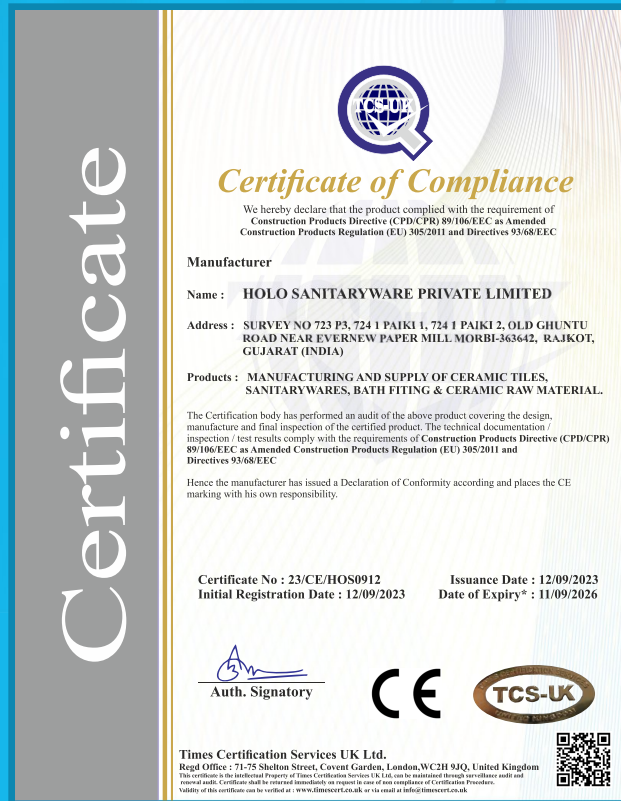 Certificate
TCS-UK
Certificate of Compliance
We hereby declare that the product complied with the requirement of
Construction Products Directive (CPD/CPR) 89/106/EEC as Amended
Construction Products Regulation (EU) 305/2011 and Directives 93/68/EEC
Manufacturer
Name : HOLO SANITARYWARE PRIVATE LIMITED
Address : SURVEY NO 723 P3, 724 1 PAIKI 1, 724 1 PAIKI 2, OLD GHUNTU
ROAD NEAR EVERNEW PAPER MILL MORBI-363642, RAJKOT,
GUJARAT (INDIA)
Products : MANUFACTURING AND SUPPLY OF CERAMIC TILES,
SANITARYWARES, BATH FITING & CERAMIC RAW MATERIAL.
The Certification body has performed an audit of the above product covering the design,
manufacture and final inspection of the certified product. The technical documentation /
inspection / test results comply with the requirements of Construction Products Directive (CPD/CPR)
89/106/EEC as Amended Construction Products Regulation (EU) 305/2011 and
Directives 93/68/EEC
Hence the manufacturer has issued a Declaration of Conformity according and places the CE
marking with his own responsibility.
Certificate No : 23/CE/HOS0912 Issuance Date : 12/09/2023
Initial Registration Date : 12/09/2023 Date of Expiry* : 11/09/2026
Auth. Signatory
CE
TCS-UK
Times Certification Services UK Ltd.
Regd Office : 71-75 Shelton Street, Covent Garden, London,WC2H 9JQ, United Kingdom
This certificate is the intellectual Property of Times Certification Services UK Ltd, can be maintained through surveillance audit and
renewal audit. Certificate shall be returned immediately on request in case of non compliance of Certification Procedure.
Validity of this certificate can be verified at : www.timescert.co.uk or via email at info@timescert.co.uk